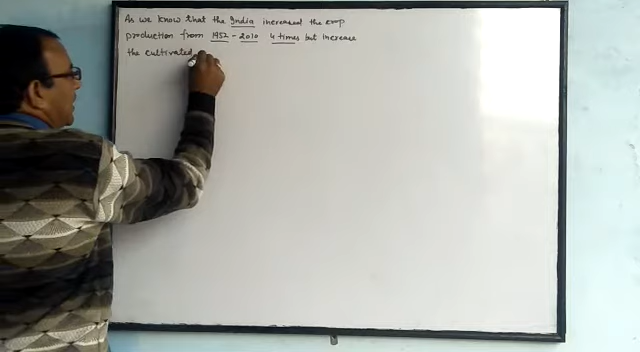 As we know that the India increased the crop
production from 1952 - 2010 4 times but increase
the cultivated